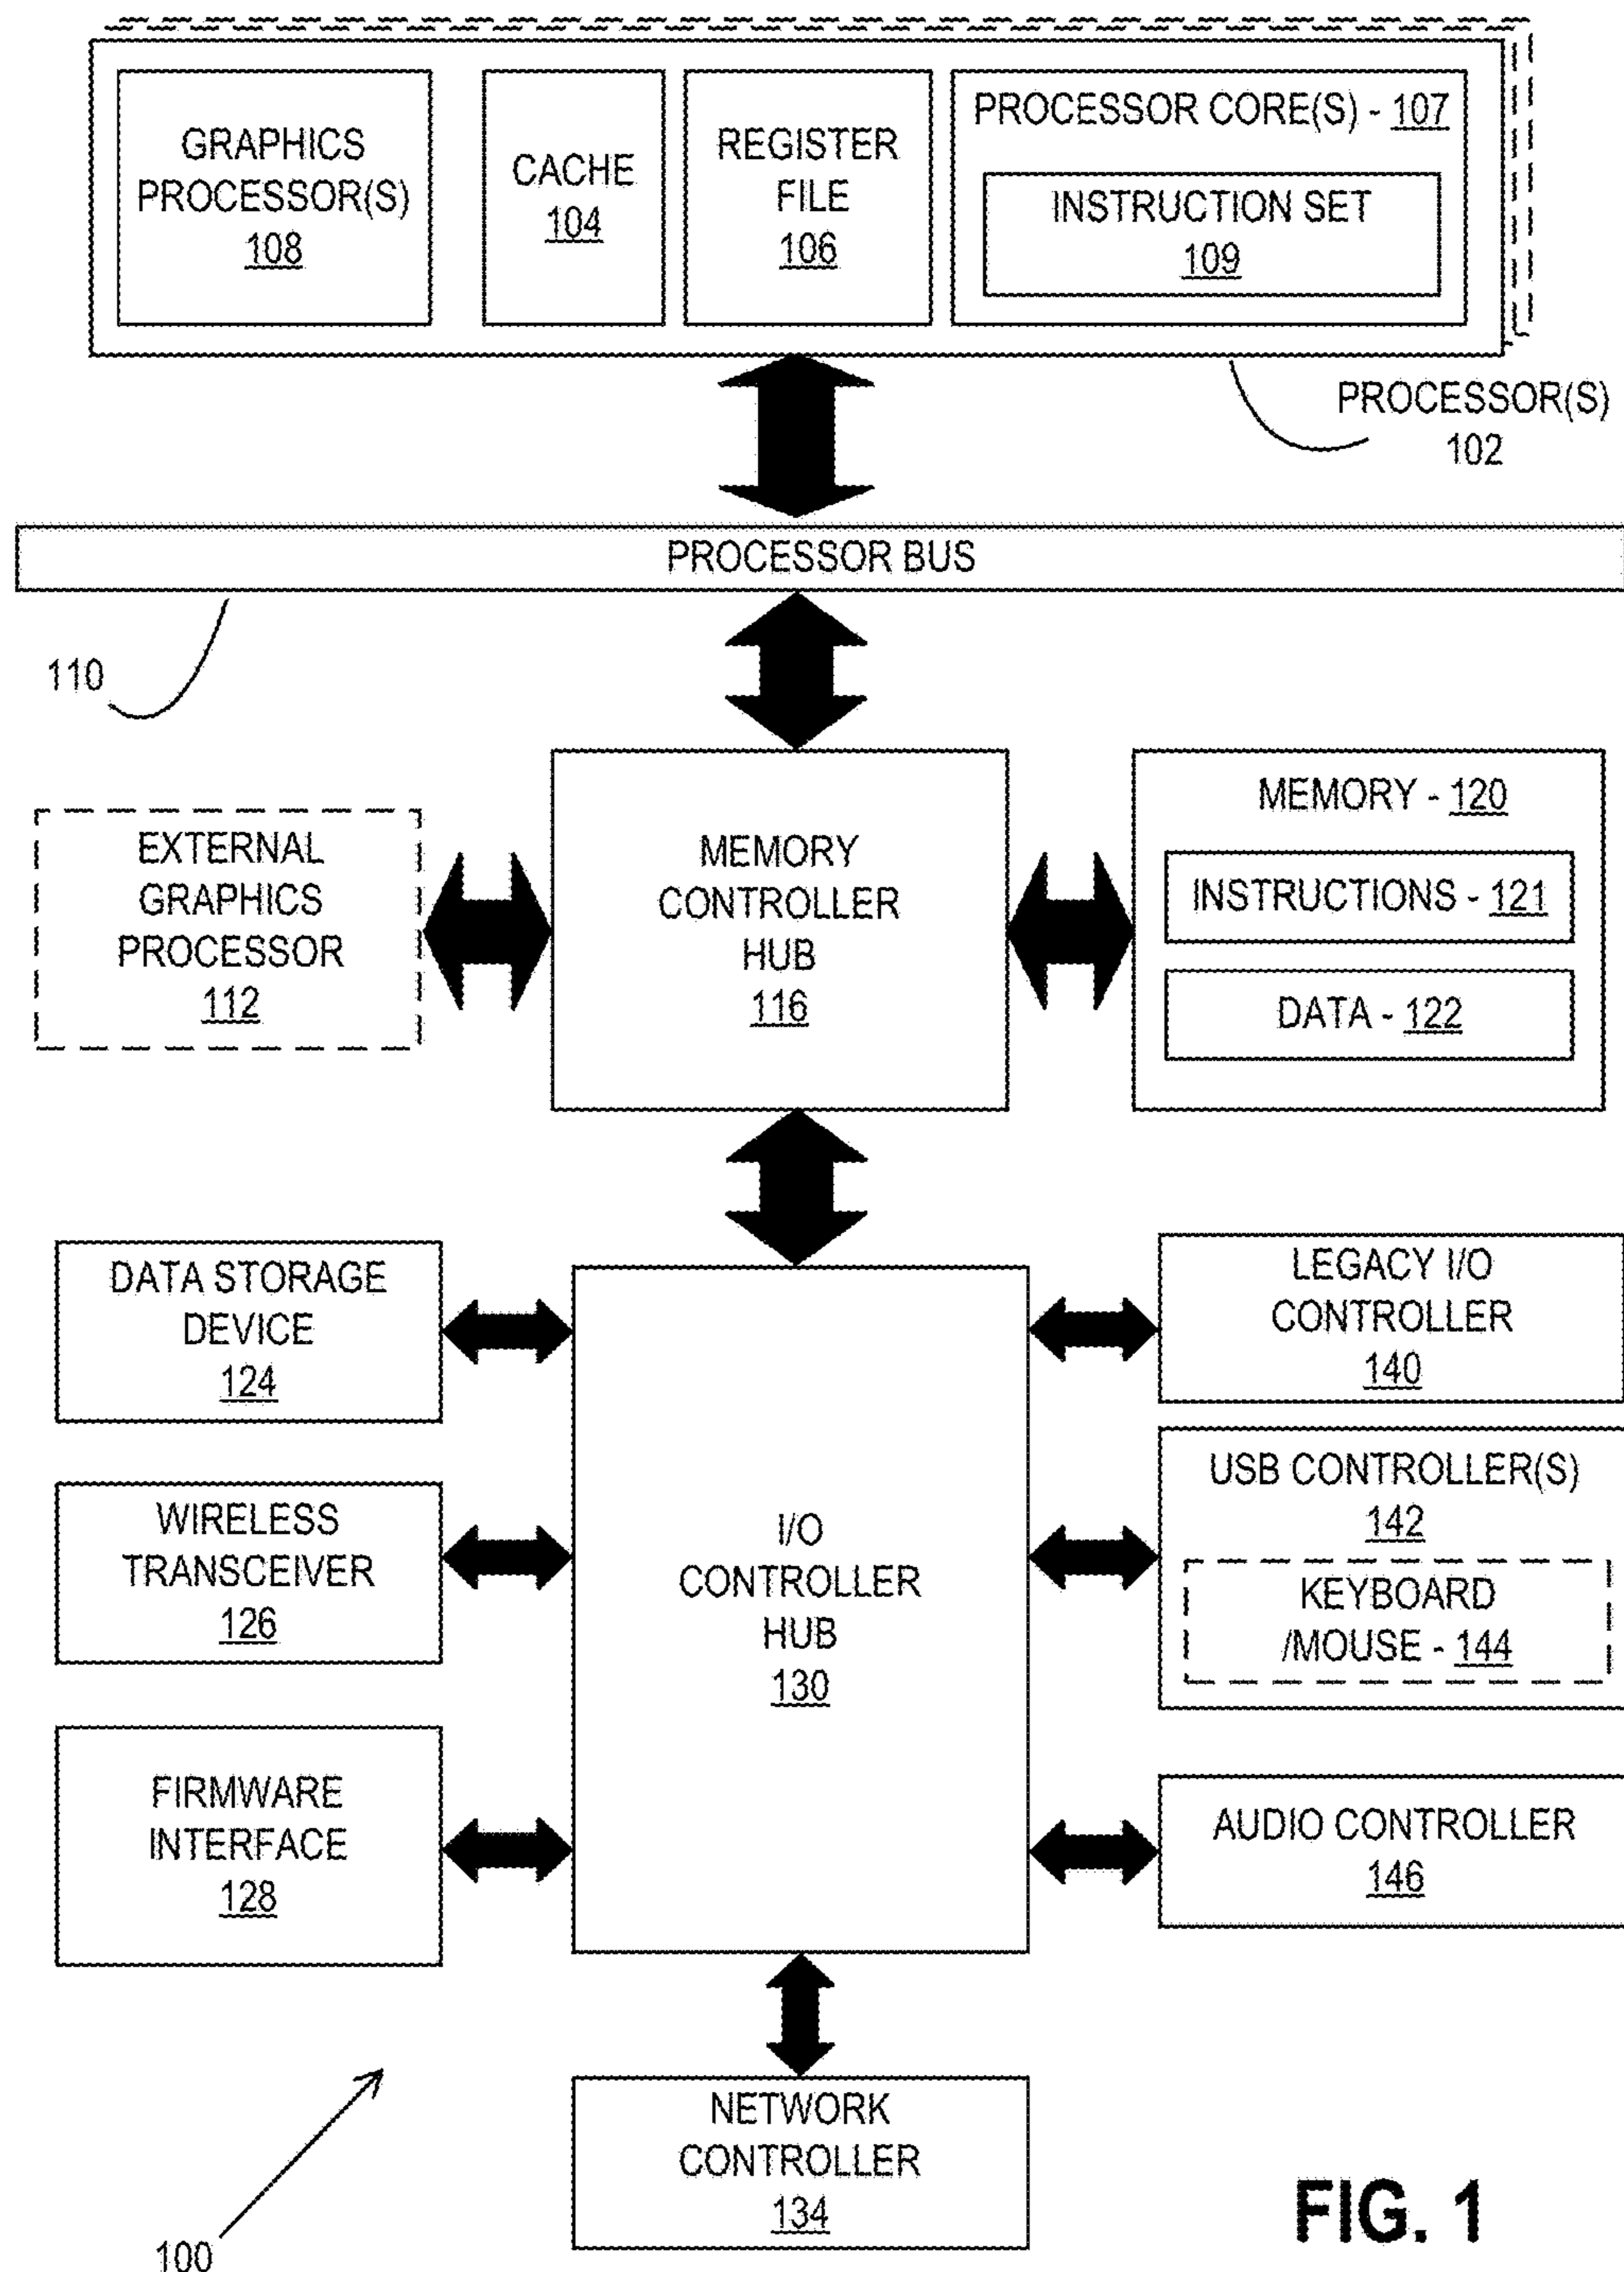 GRAPHICS
PROCESSOR(S)
108
CACHE
104
REGISTER
FILE
106
PROCESSOR CORE(S) - 107
INSTRUCTION SET
109
PROCESSOR(S)
102
PROCESSOR BUS
110
EXTERNAL
GRAPHICS
PROCESSOR
112
MEMORY
CONTROLLER
HUB
116
MEMORY - 120
INSTRUCTIONS - 121
DATA - 122
DATA STORAGE
DEVICE
124
WIRELESS
TRANSCEIVER
126
FIRMWARE
INTERFACE
128
I/O
CONTROLLER
HUB
130
LEGACY I/O
CONTROLLER
140
USB CONTROLLER(S)
142
KEYBOARD
/MOUSE - 144
AUDIO CONTROLLER
146
NETWORK
CONTROLLER
134
100
FIG. 1